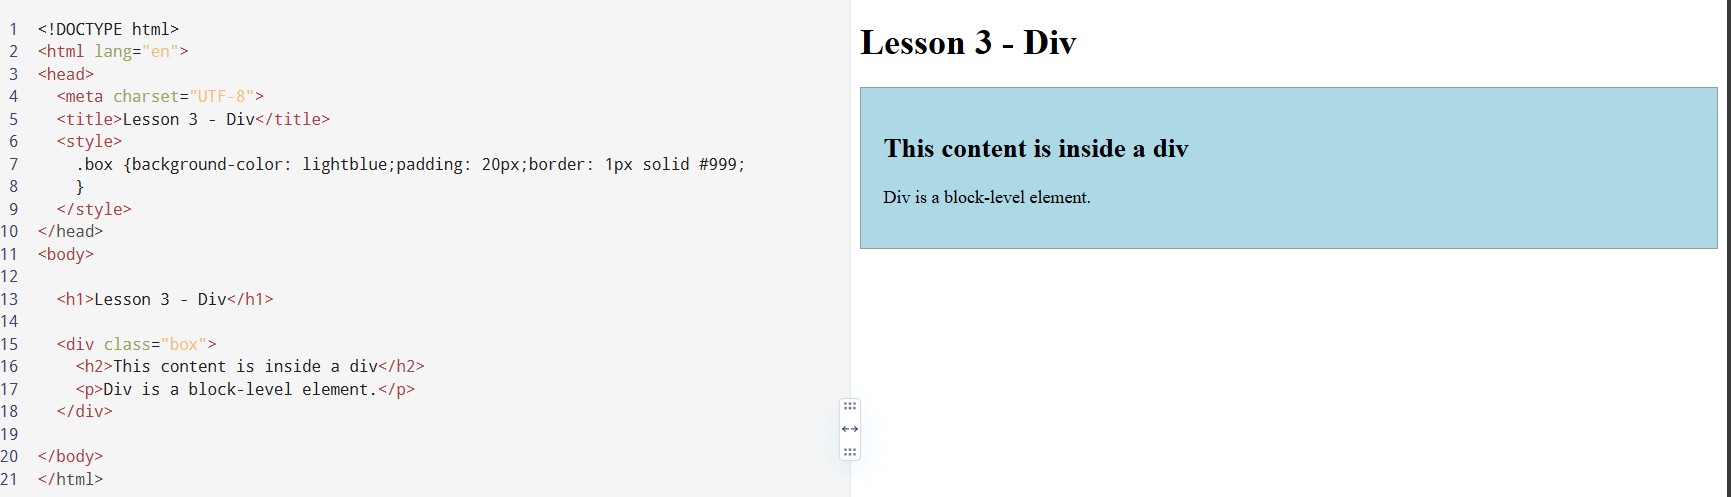 1 <!DOCTYPE html>
2 <html lang="en">
3 <head>
4   <meta charset="UTF-8">
5   <title>Lesson 3 - Div</title>
6   <style>
7     .box {background-color: lightblue;padding: 20px;border: 1px solid #999;
8     }
9   </style>
10 </head>
11 <body>
12
13   <h1>Lesson 3 - Div</h1>
14
15   <div class="box">
16     <h2>This content is inside a div</h2>
17     <p>Div is a block-level element.</p>
18   </div>
19
20 </body>
21 </html>
Lesson 3 - Div
This content is inside a div
Div is a block-level element.